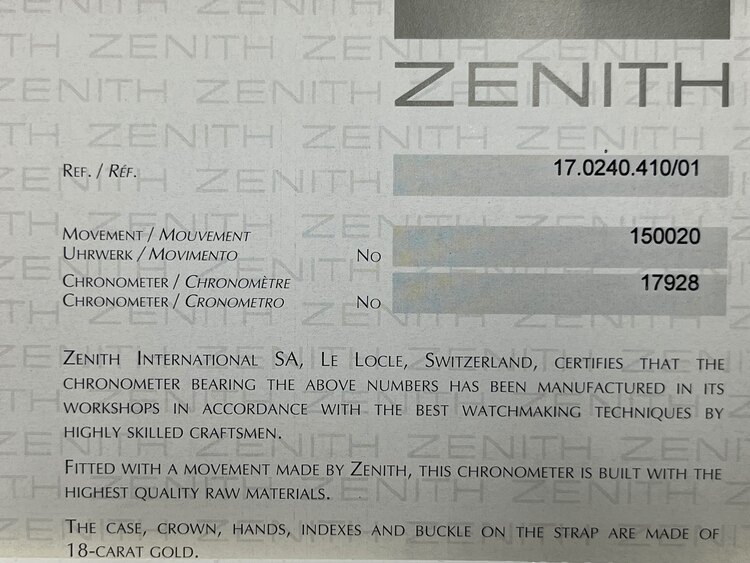 ZENITH
REF. / RÉF. 17.0240.410/01
MOVEMENT / MOUVEMENT
UHRWERK / MOVIMENTO No 150020
CHRONOMETER / CHRONOMÈTRE
CHRONOMETER / CRONOMETRO No 17928
ZENITH INTERNATIONAL SA, LE LOCLE, SWITZERLAND, CERTIFIES THAT THE
CHRONOMETER BEARING THE ABOVE NUMBERS HAS BEEN MANUFACTURED IN ITS
WORKSHOPS IN ACCORDANCE WITH THE BEST WATCHMAKING TECHNIQUES BY
HIGHLY SKILLED CRAFTSMEN.
FITTED WITH A MOVEMENT MADE BY ZENITH, THIS CHRONOMETER IS BUILT WITH THE
HIGHEST QUALITY RAW MATERIALS.
THE CASE, CROWN, HANDS, INDEXES AND BUCKLE ON THE STRAP ARE MADE OF
18-CARAT GOLD.